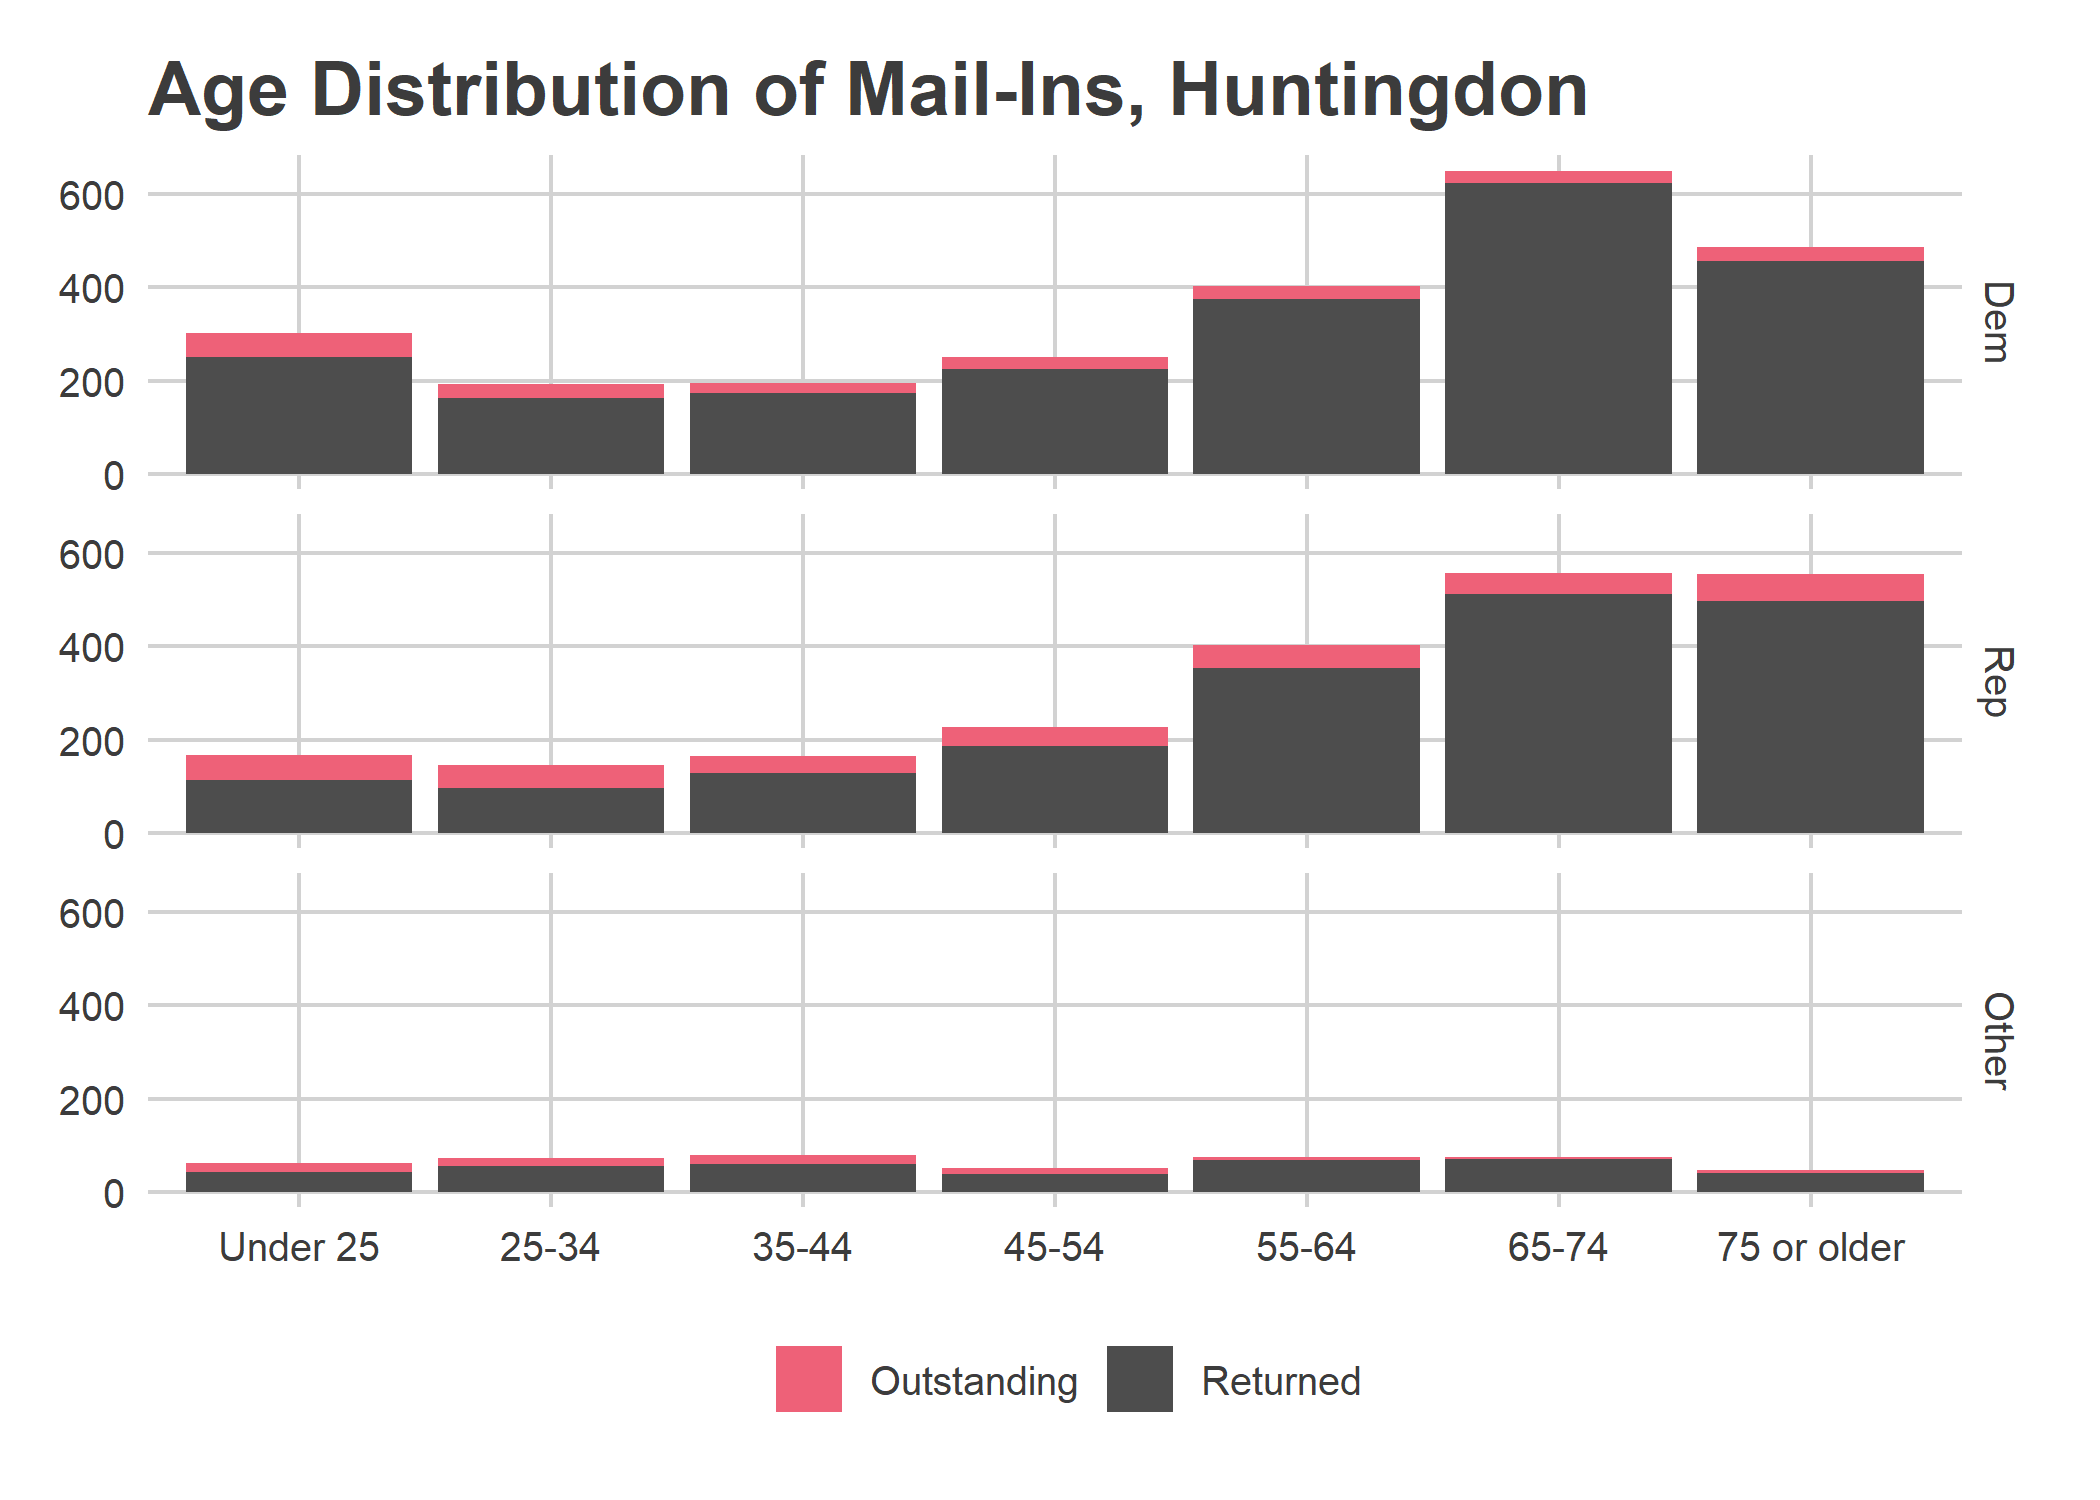 Age Distribution of Mail-Ins, Huntingdon
600
400
200
0
Dem
600
400
200
0
Rep
600
400
200
0
Other
Under 25 25-34 35-44 45-54 55-64 65-74 75 or older
Outstanding Returned